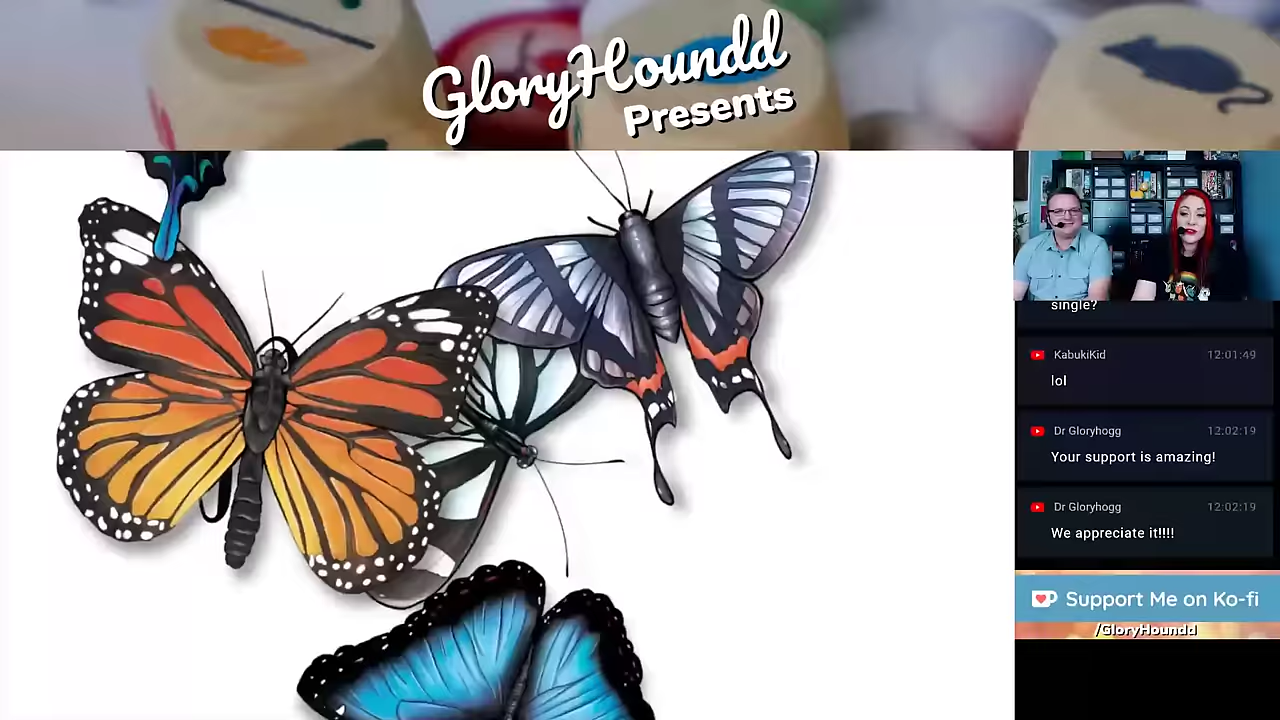 GloryHoundd
Presents
single?
KabukiKid 12:01:49
lol
Dr Gloryhogg 12:02:19
Your support is amazing!
Dr Gloryhogg 12:02:19
We appreciate it!!!!
Support Me on Ko-fi
/GloryHoundd